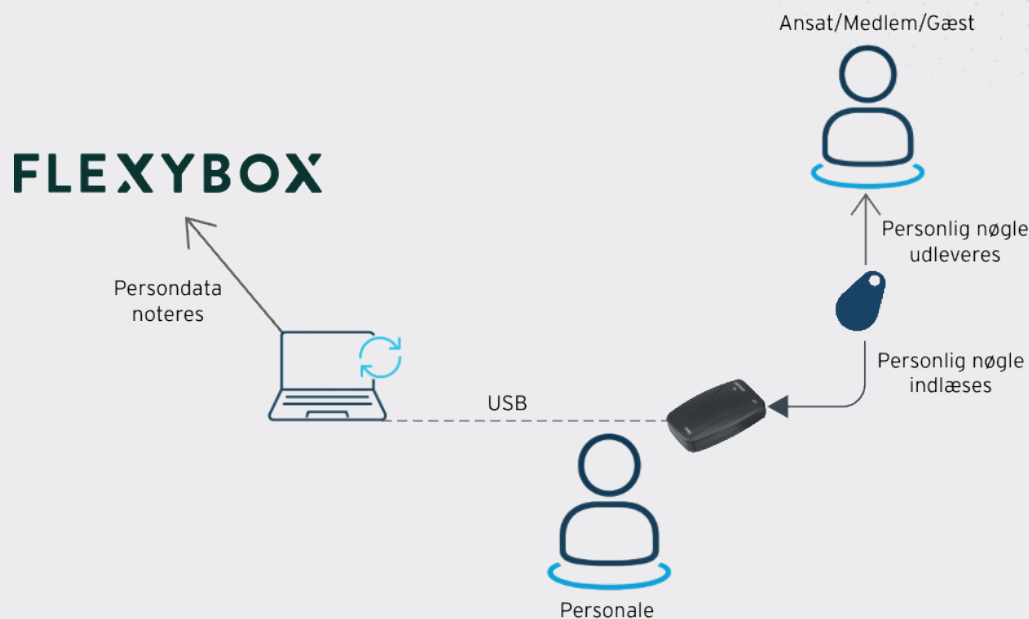 Ansat/Medlem/Gæst
FLEXYBOX
Personlig nøgle
udleveres
Persondata
noteres
Personlig nøgle
indlæses
USB
Personale